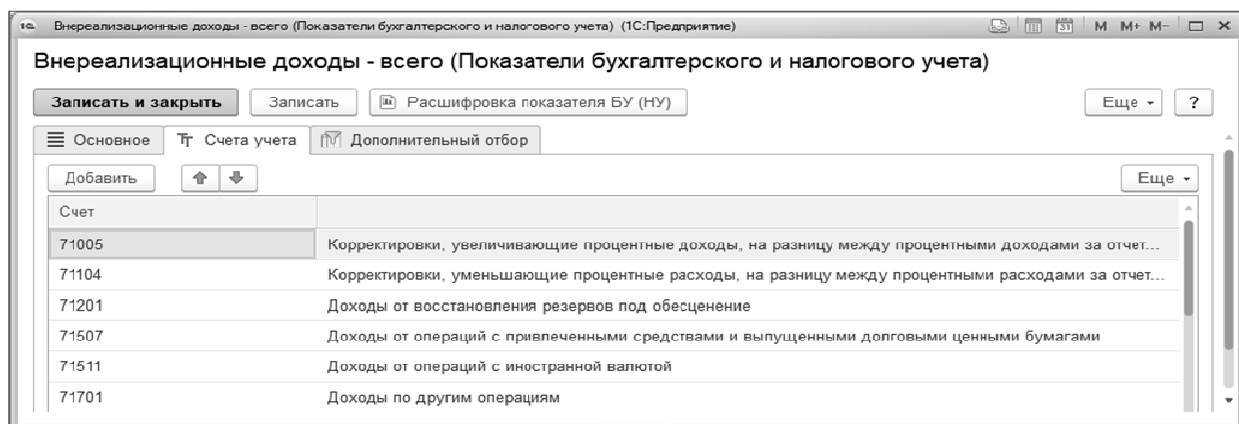 1С Внереализационные доходы - всего (Показатели бухгалтерского и налогового учета) (1С:Предприятие) 31 M M+ M-
Внереализационные доходы - всего (Показатели бухгалтерского и налогового учета)
Записать и закрыть Записать Расшифровка показателя БУ (НУ) Еще ?
Основное Тт Счета учета Дополнительный отбор
Добавить Еще
Счет
71005 Корректировки, увеличивающие процентные доходы, на разницу между процентными доходами за отчет...
71104 Корректировки, уменьшающие процентные расходы, на разницу между процентными расходами за отчет...
71201 Доходы от восстановления резервов под обесценение
71507 Доходы от операций с привлеченными средствами и выпущенными долговыми ценными бумагами
71511 Доходы от операций с иностранной валютой
71701 Доходы по другим операциям